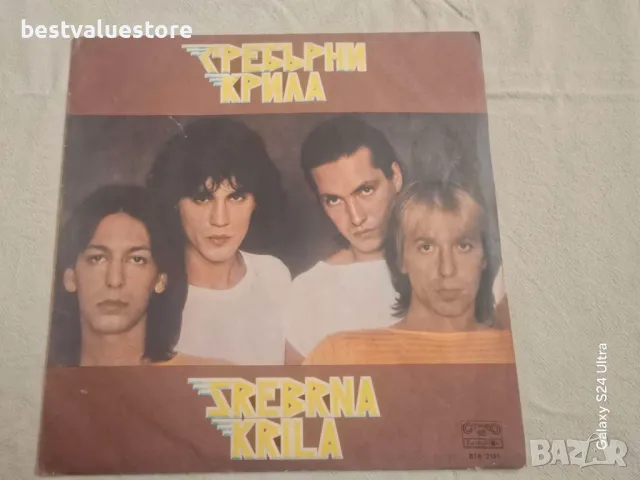 bestvaluestore
СРЕБЪРНИ
КРИЛА
SREBRNA
KRILA
Galaxy S24 Ultra
BAZAR